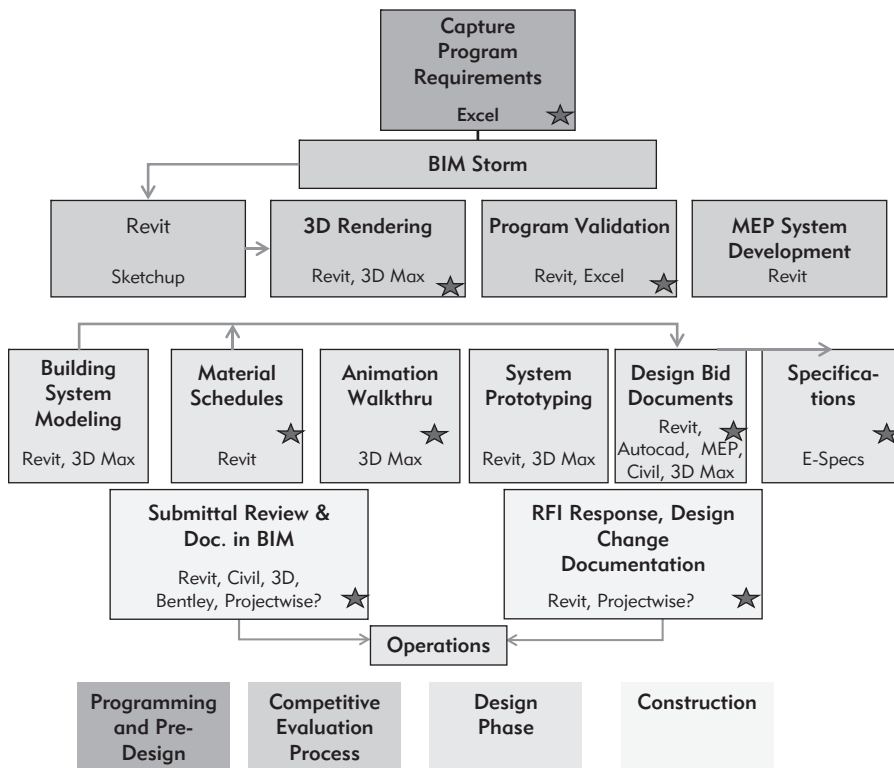 Capture
Program
Requirements
Excel
BIM Storm
Revit
Sketchup
3D Rendering
Revit, 3D Max
Program Validation
Revit, Excel
MEP System
Development
Revit
Building
System
Modeling
Revit, 3D Max
Material
Schedules
Revit
Animation
Walkthru
3D Max
System
Prototyping
Revit, 3D Max
Design Bid
Documents
Revit,
Autocad, MEP,
Civil, 3D Max
Specifica-
tions
E-Specs
Submittal Review &
Doc. in BIM
Revit, Civil, 3D,
Bentley, Projectwise?
RFI Response, Design
Change
Documentation
Revit, Projectwise?
Operations
Programming
and Pre-
Design
Competitive
Evaluation
Process
Design
Phase
Construction